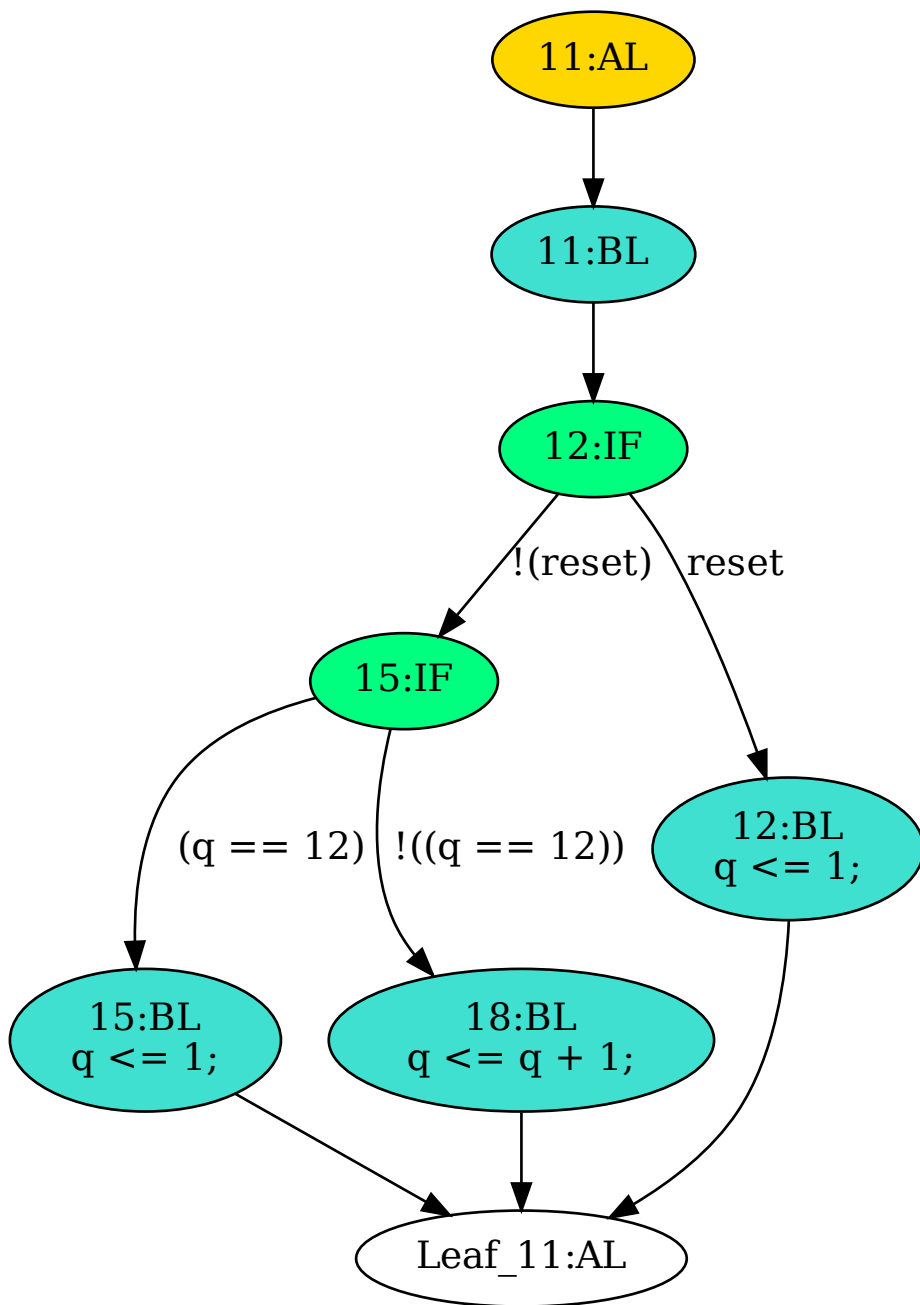 11:AL
11:BL
12:IF
!(reset)
reset
15:IF
(q == 12)
!((q == 12))
12:BL
q <= 1;
15:BL
q <= 1;
18:BL
q <= q + 1;
Leaf_11:AL